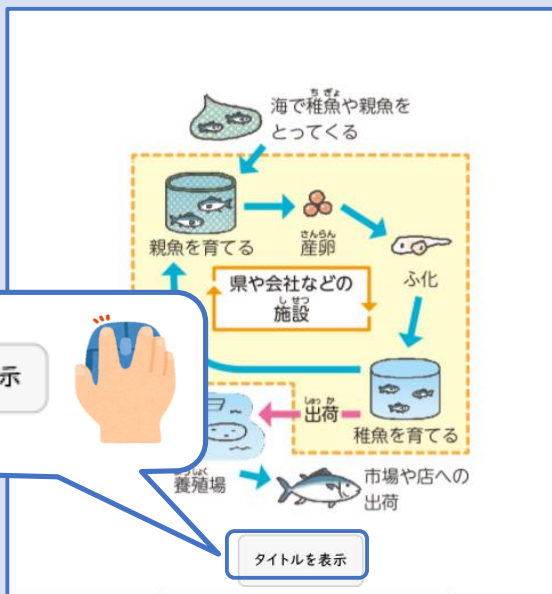 海で稚魚や親魚を
とってくる
親魚を育てる
産卵
ふ化
県や会社などの
施設
出荷
稚魚を育てる
養殖場
市場や店への
出荷
示
タイトルを表示